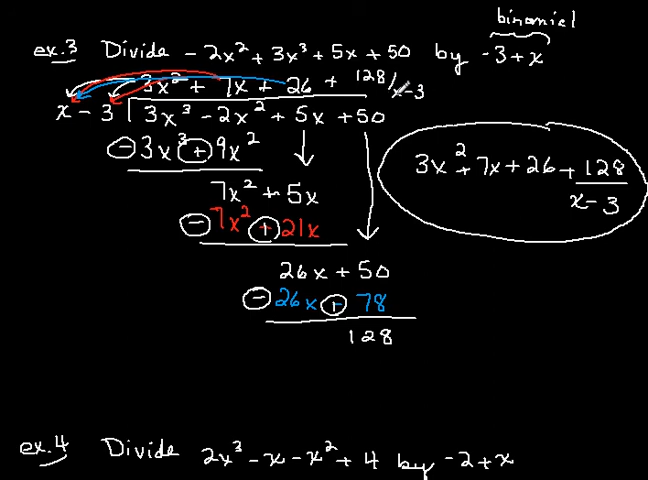 binomial
ex.3 Divide -2x² + 3x³ + 5x + 50 by -3 + x
3x² + 7x + 26 + 128/x-3
x - 3 3x³ - 2x² + 5x + 50
- 3x³ + 9x²
3x² + 7x + 26 + 128
x - 3
7x² + 5x
- 7x² + 21x
26x + 50
- 26x + 78
128
ex.4 Divide 2x³ - x - x² + 4 by -2 + x